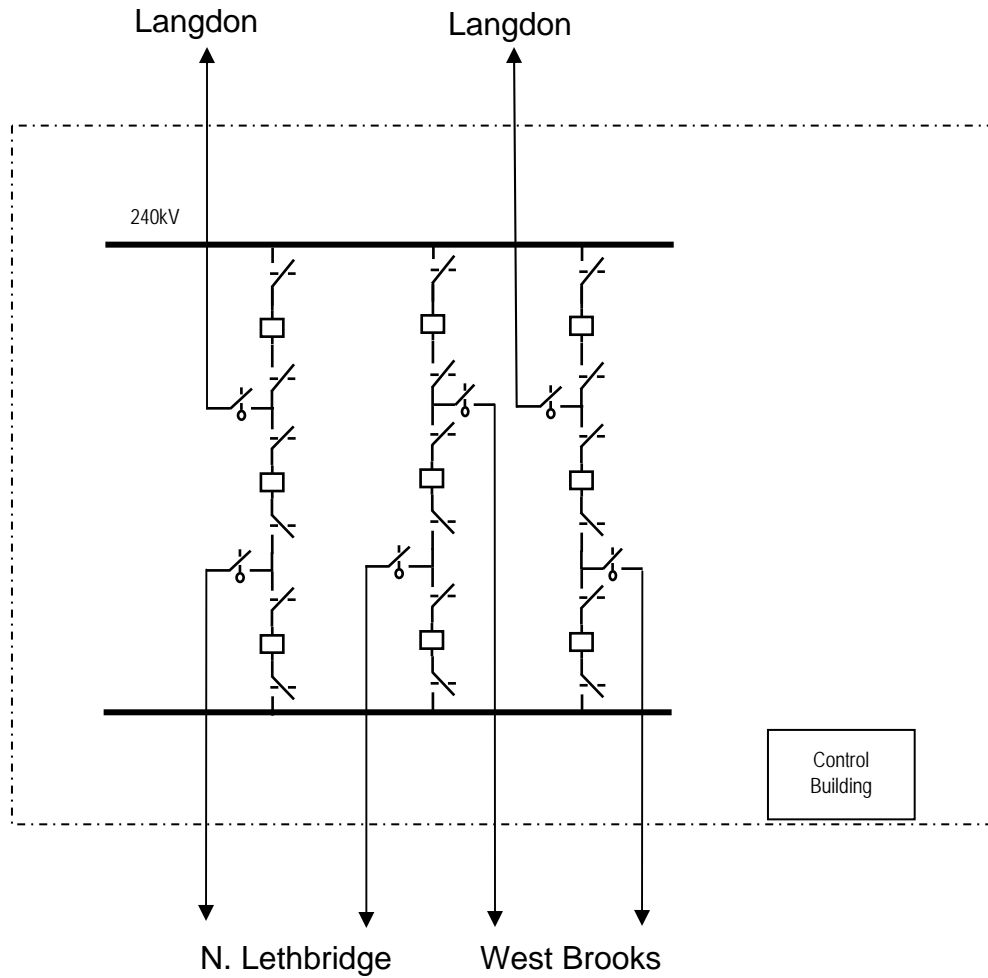 Langdon Langdon
240kV
Control
Building
N. Lethbridge West Brooks